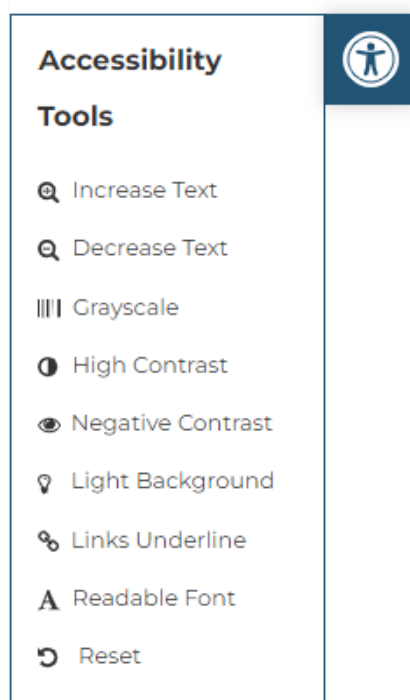 Accessibility
Tools
Increase Text
Decrease Text
Grayscale
High Contrast
Negative Contrast
Light Background
Links Underline
Readable Font
Reset